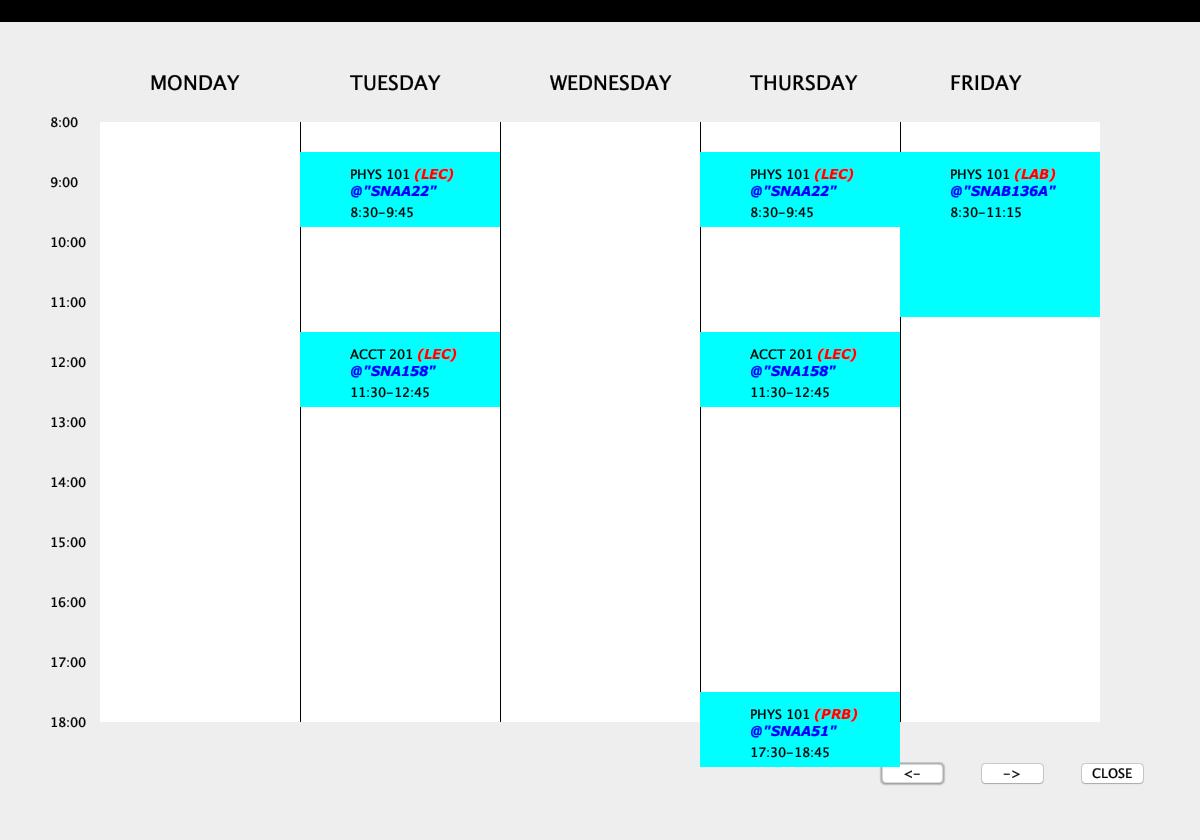 MONDAY TUESDAY WEDNESDAY THURSDAY FRIDAY
8:00
PHYS 101 (LEC) PHYS 101 (LEC) PHYS 101 (LAB)
9:00
@"SNAA22" @"SNAA22" @"SNAB136A"
8:30-9:45 8:30-9:45 8:30-11:15
10:00
11:00
ACCT 201 (LEC) ACCT 201 (LEC)
12:00
@"SNA158" @"SNA158"
11:30-12:45 11:30-12:45
13:00
14:00
15:00
16:00
17:00
PHYS 101 (PRB)
18:00
@"SNAA51"
17:30-18:45
<- -> CLOSE